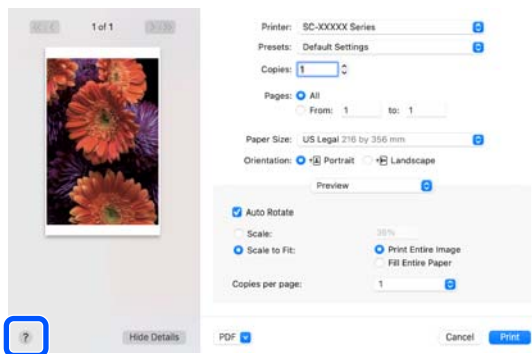 1 of 1
Printer: SC-XXXXX Series
Presets: Default Settings
Copies: 1
Pages: All
From: 1 to: 1
Paper Size: US Legal 216 by 356 mm
Orientation: Portrait Landscape
Preview
Auto Rotate
Scale: 36%
Scale to Fit: Print Entire Image
Fill Entire Paper
Copies per page: 1
? Hide Details PDF Cancel Print